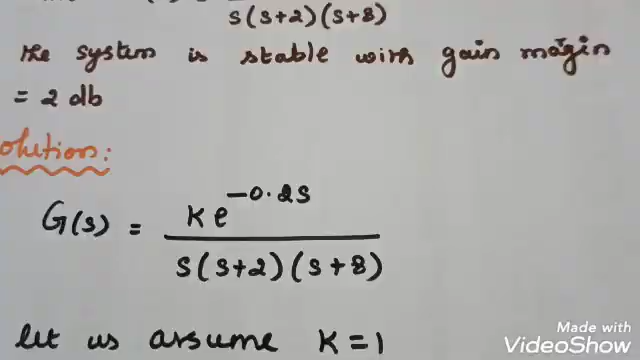 s(s+2)(s+8)
the system is stable with gain margin
= 2 db
olution:
G(s) = ke^{-0.2s}
s(s+2)(s+8)
let us assume K=1
Made with
VideoShow